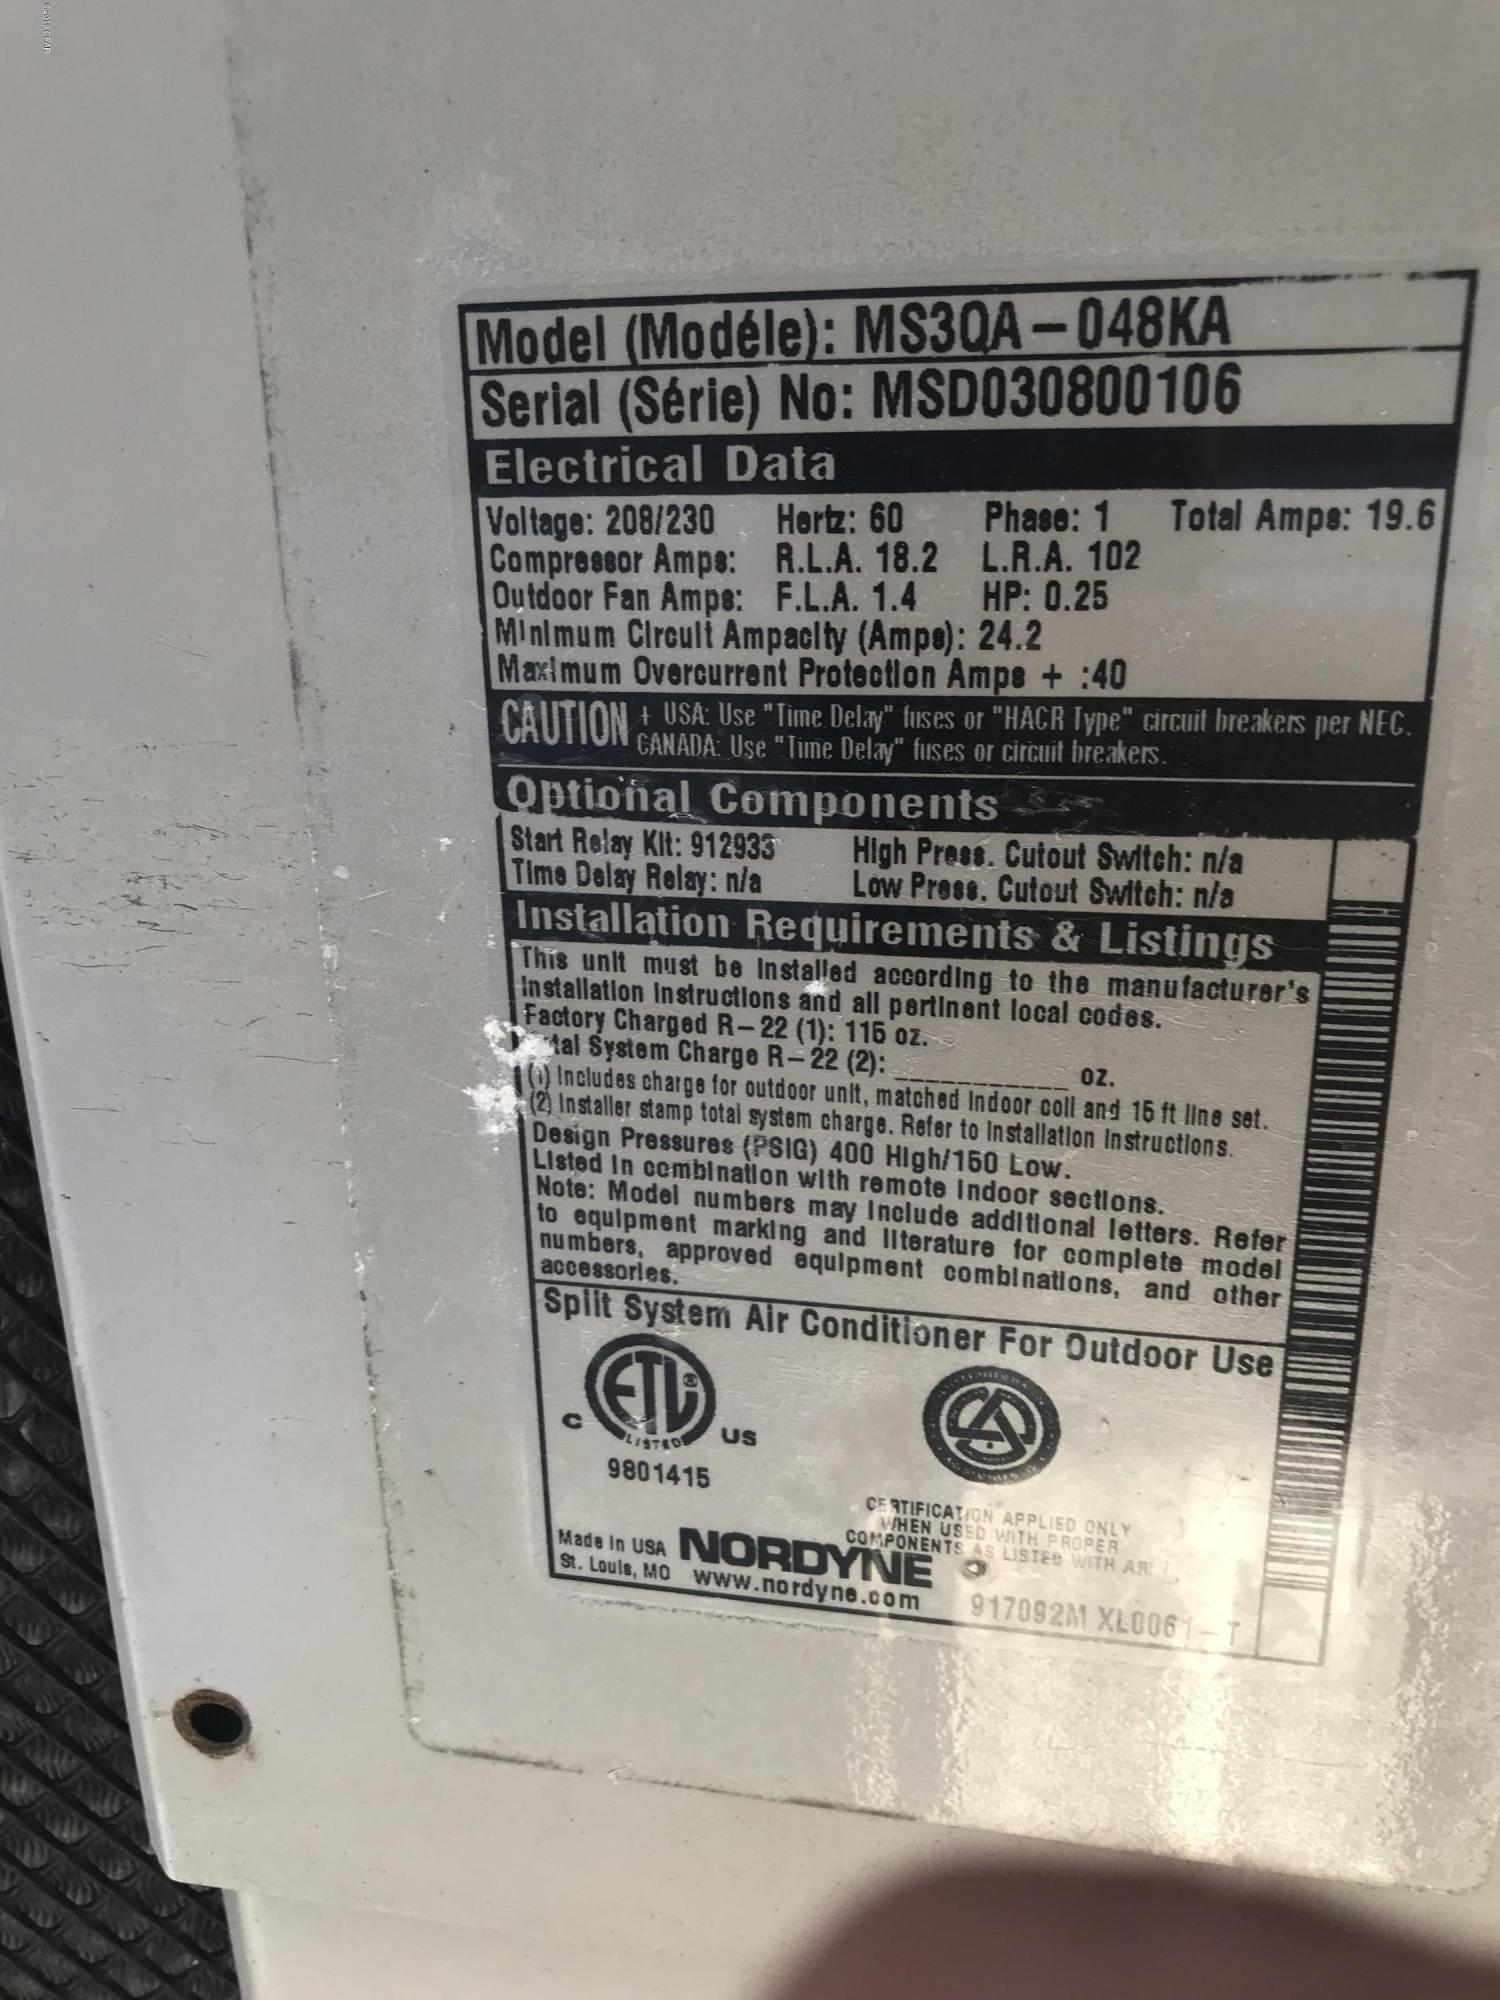 ©2019 GPAR
Model (Modéle): MS3QA-048KA
Serial (Série) No: MSD030800106
Electrical Data
Voltage: 208/230 Hertz: 60 Phase: 1 Total Amps: 19.6
Compressor Amps: R.L.A. 18.2 L.R.A. 102
Outdoor Fan Amps: F.L.A. 1.4 HP: 0.25
Minimum Circuit Ampacity (Amps): 24.2
Maximum Overcurrent Protection Amps + :40
CAUTION + USA: Use "Time Delay" fuses or "HACR Type" circuit breakers per NEC.
CANADA: Use "Time Delay" fuses or circuit breakers.
Optional Components
Start Relay Kit: 912933 High Press. Cutout Switch: n/a
Time Delay Relay: n/a Low Press. Cutout Switch: n/a
Installation Requirements & Listings
This unit must be installed according to the manufacturer's
installation instructions and all pertinent local codes.
Factory Charged R-22 (1): 115 oz.
System Charge R-22 (2): ___________ oz.
(1) Includes charge for outdoor unit, matched indoor coil and 15 ft line set.
(2) Installer stamp total system charge. Refer to Installation Instructions.
Design Pressures (PSIG) 400 High/150 Low.
Listed in combination with remote indoor sections.
Note: Model numbers may include additional letters. Refer
to equipment marking and literature for complete model
numbers, approved equipment combinations, and other
accessories.
Split System Air Conditioner For Outdoor Use
ETL®
LISTED
C US
9801415
CERTIFICATION APPLIED ONLY
WHEN USED WITH PROPER
COMPONENTS AS LISTED WITH
Made in USA NORDYNE
St. Louis, MO www.nordyne.com
917092M XL0061-T